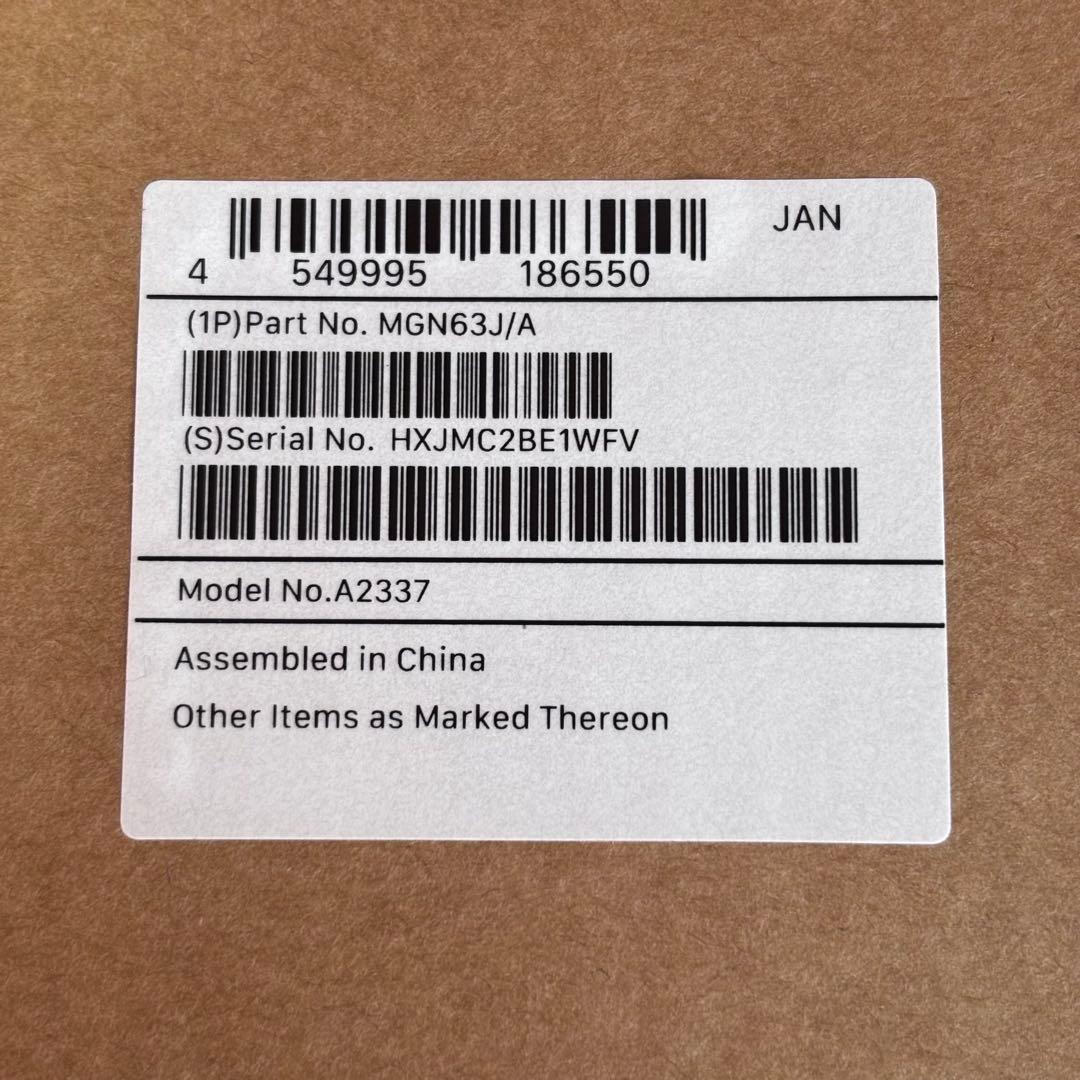 JAN
4 549995 186550
(1P)Part No. MGN63J/A
(S)Serial No. HXJMC2BE1WFV
Model No.A2337
Assembled in China
Other Items as Marked Thereon